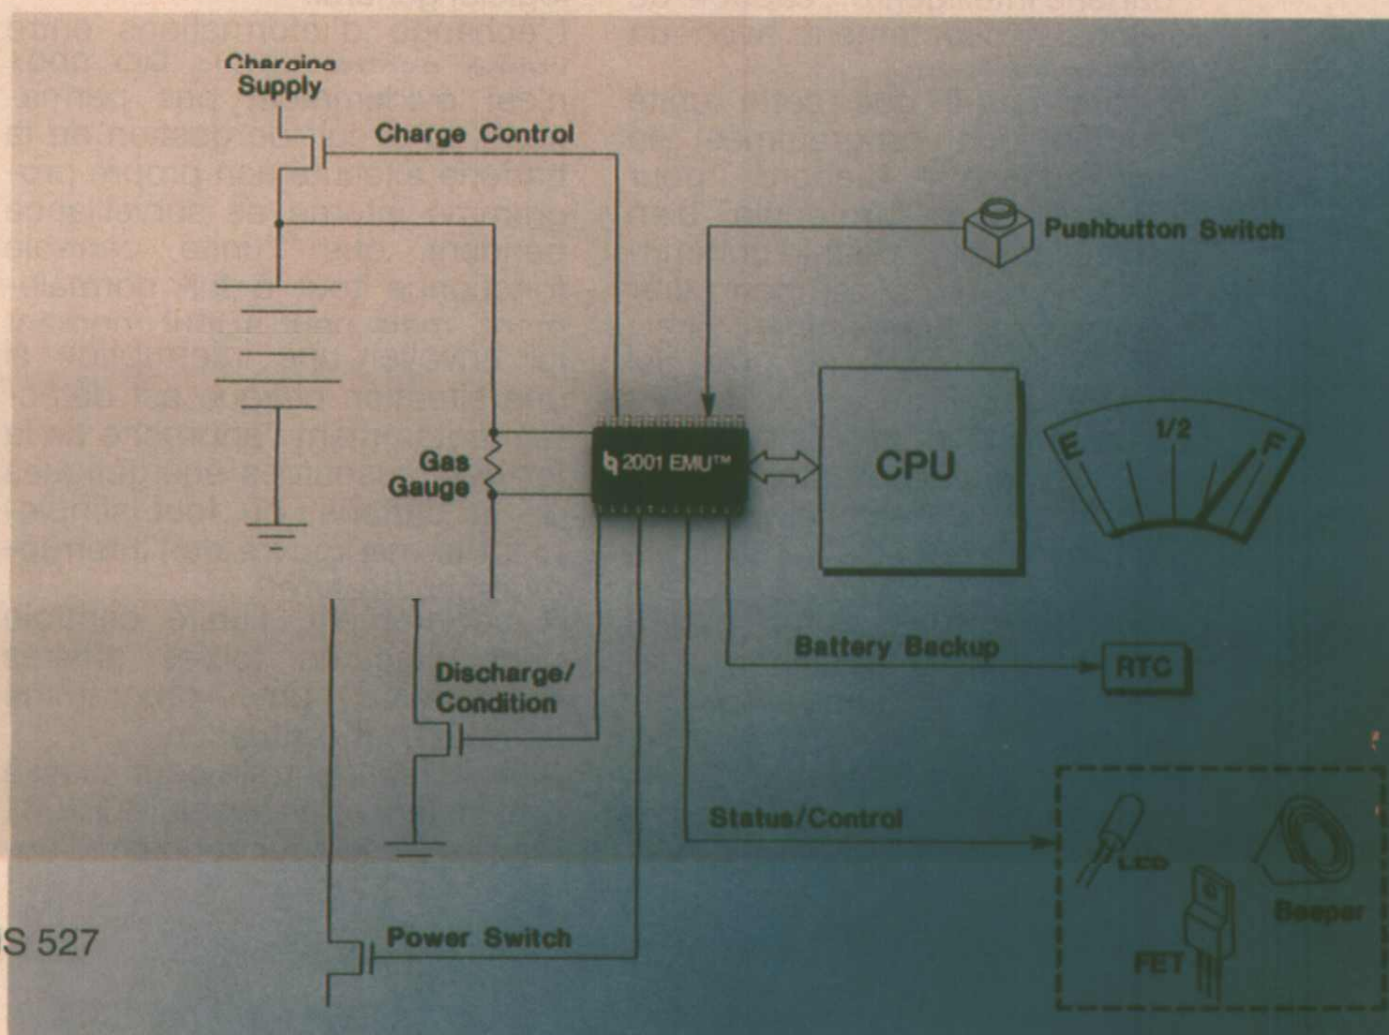 Charging
Supply
Charge Control
Pushbutton Switch
Gas
Gauge
2001 EMU™
CPU
E
1/2
F
Battery Backup
RTC
Discharge/
Condition
Status/Control
LED
Beeper
FET
Power Switch
S 527